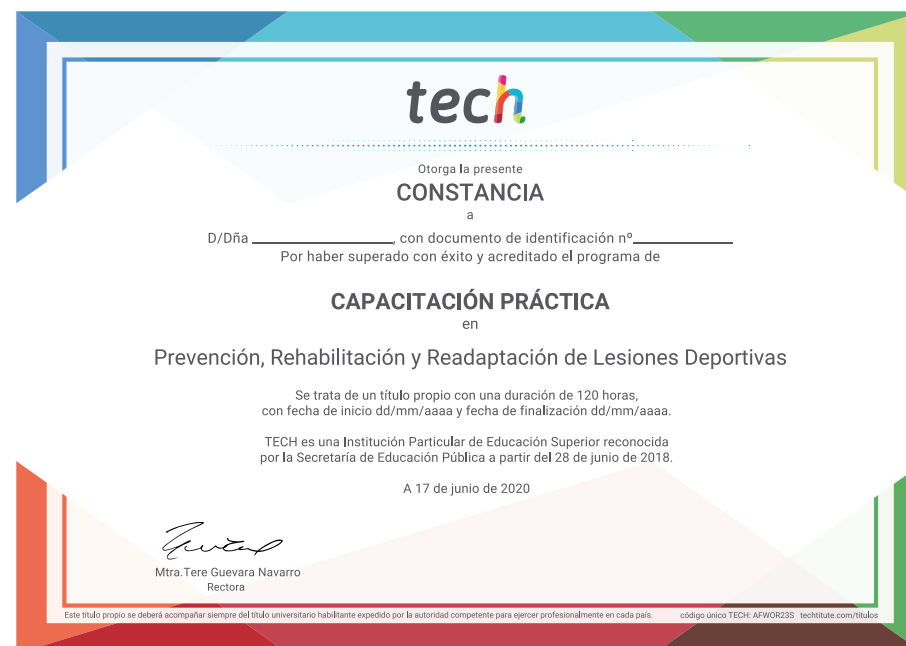 tech
Otorga la presente
CONSTANCIA
a
D/Dña ____________________, con documento de identificación nº______________
Por haber superado con éxito y acreditado el programa de
CAPACITACIÓN PRÁCTICA
en
Prevención, Rehabilitación y Readaptación de Lesiones Deportivas
Se trata de un título propio con una duración de 120 horas,
con fecha de inicio dd/mm/aaaa y fecha de finalización dd/mm/aaaa.
TECH es una Institución Particular de Educación Superior reconocida
por la Secretaría de Educación Pública a partir del 28 de junio de 2018.
A 17 de junio de 2020
Mtra.Tere Guevara Navarro
Rectora
Este título propio se deberá acompañar siempre del título universitario habilitante expedido por la autoridad competente para ejercer profesionalmente en cada país. código único TECH: AFWOR23S techtitute.com/titulos